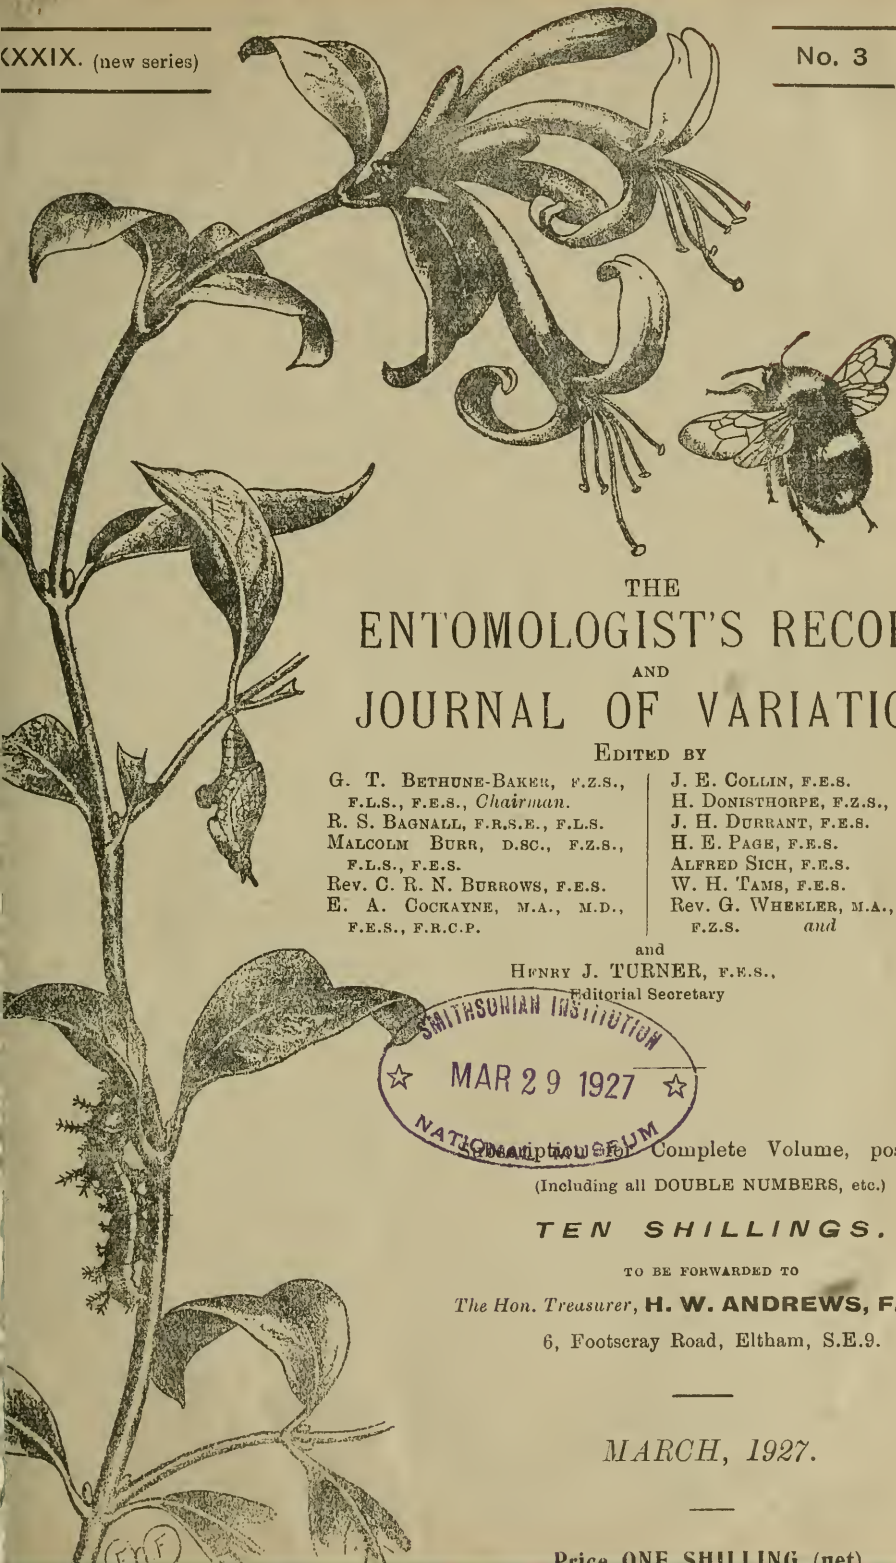 XXXIX. (new series)
No. 3
THE
ENTOMOLOGIST'S RECOR
AND
JOURNAL OF VARIATIO
EDITED BY
G. T. BETHUNE-BAKER, F.Z.S.,
F.L.S., F.E.S., Chairman.
R. S. BAGNALL, F.R.S.E., F.L.S.
MALCOLM BURR, D.SC., F.Z.S.,
F.L.S., F.E.S.
Rev. C. R. N. BURROWS, F.E.S.
E. A. COCKAYNE, M.A., M.D.,
F.E.S., F.R.C.P.
J. E. COLLIN, F.E.S.
H. DONISTHORPE, F.Z.S.,
J. H. DURRANT, F.E.S.
H. E. PAGE, F.E.S.
ALFRED SICH, F.E.S.
W. H. TAMS, F.E.S.
Rev. G. WHEELER, M.A.,
F.Z.S. and
and
HENRY J. TURNER, F.E.S.,
Editorial Secretary
SMITHSONIAN INSTITUTION
MAR 29 1927
NATIONAL MUSEUM
Subscription for Complete Volume, pos
(Including all DOUBLE NUMBERS, etc.)
TEN SHILLINGS.
TO BE FORWARDED TO
The Hon. Treasurer, H. W. ANDREWS, F.
6, Footscray Road, Eltham, S.E.9.
MARCH, 1927.
Price ONE SHILLING (net)